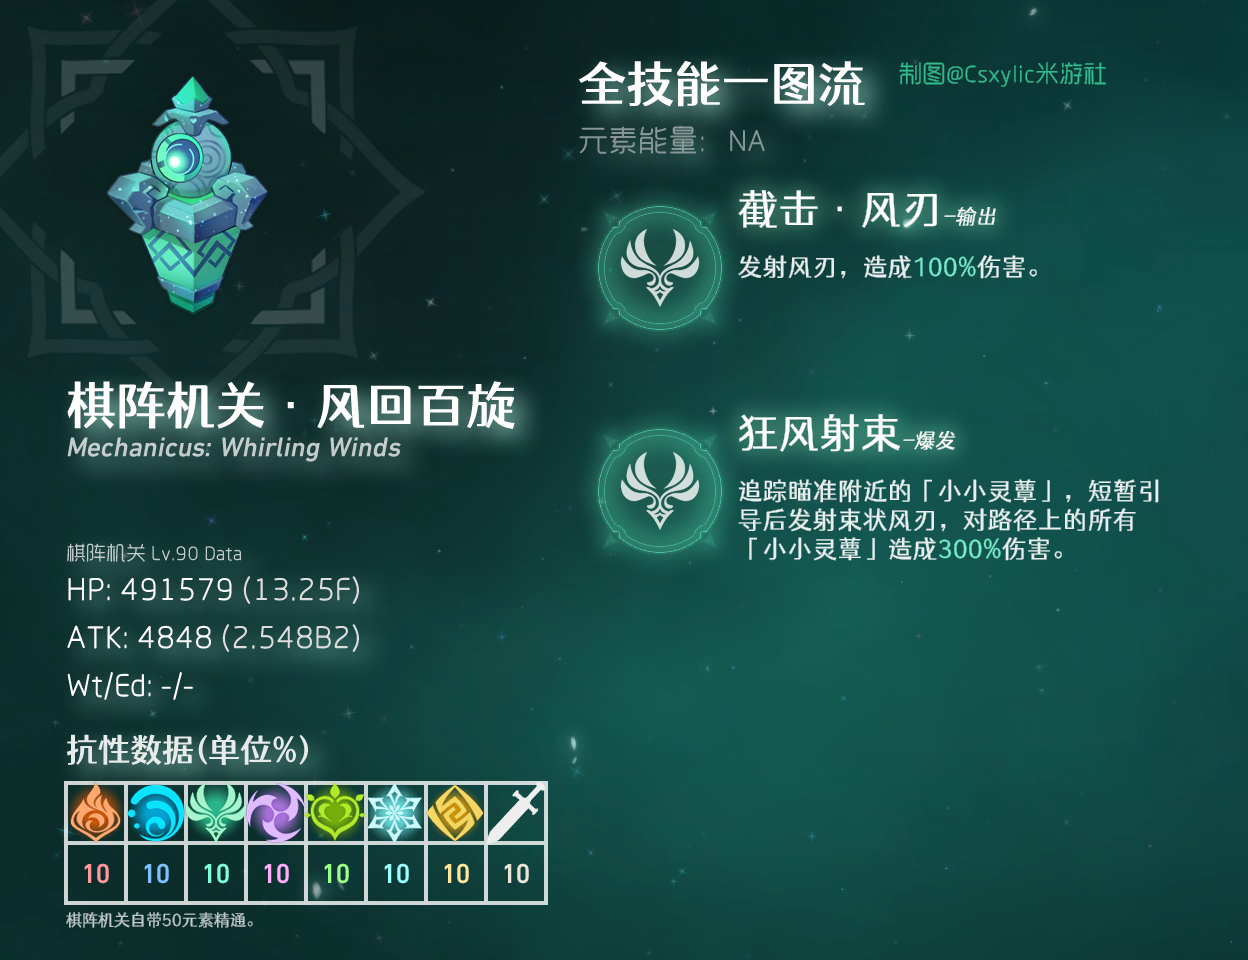 全技能一图流
制图@Csxylic米游社
元素能量： NA
截击 · 风刃-输出
发射风刃，造成100%伤害。
狂风射束-爆发
追踪瞄准附近的「小小灵蕈」，短暂引
导后发射束状风刃，对路径上的所有
「小小灵蕈」造成300%伤害。
棋阵机关 · 风回百旋
Mechanicus: Whirling Winds
棋阵机关 Lv.90 Data
HP: 491579 (13.25F)
ATK: 4848 (2.548B2)
Wt/Ed: -/-
抗性数据(单位%)
10 10 10 10 10 10 10 10
棋阵机关自带50元素精通。